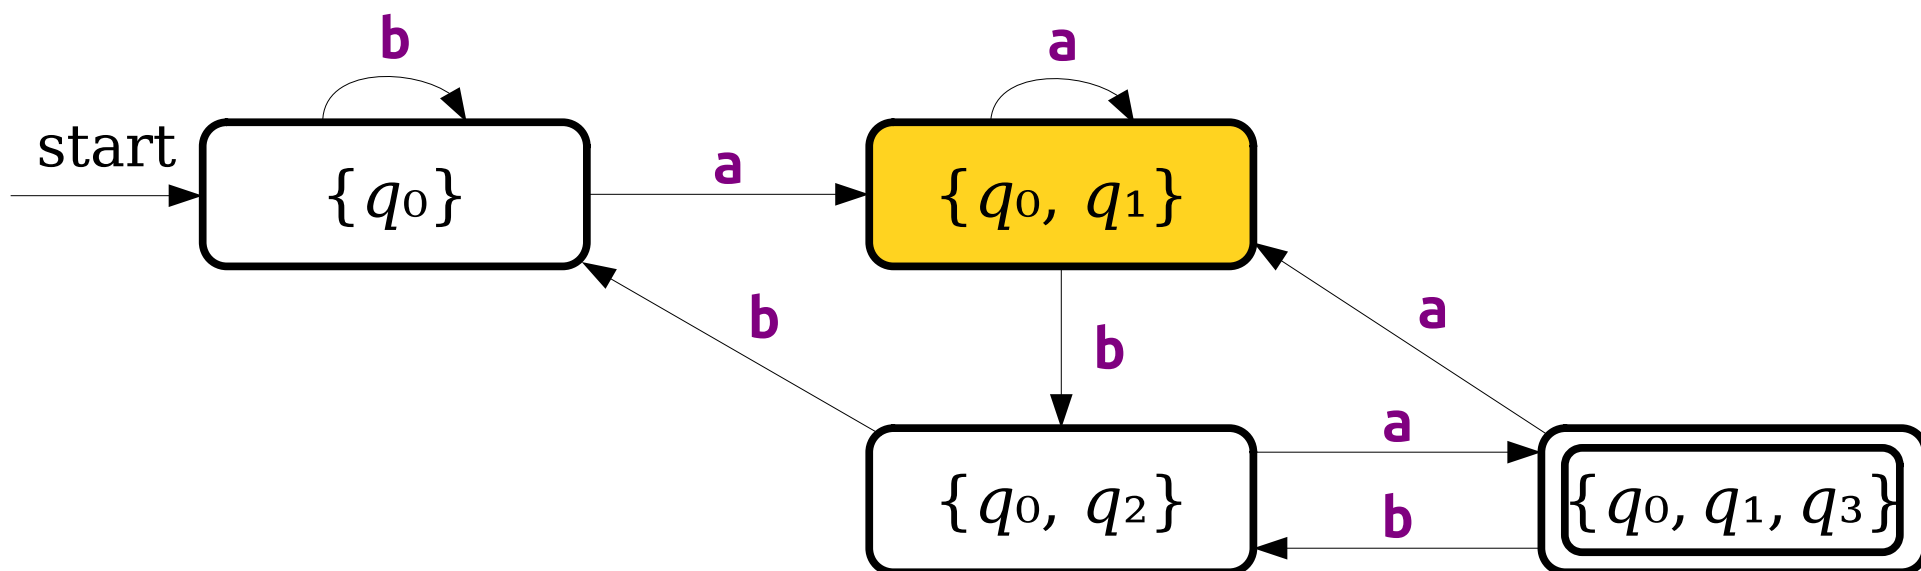 b
a
start
{q₀}
a
{q₀, q₁}
b
b
a
{q₀, q₂}
a
b
{q₀, q₁, q₃}